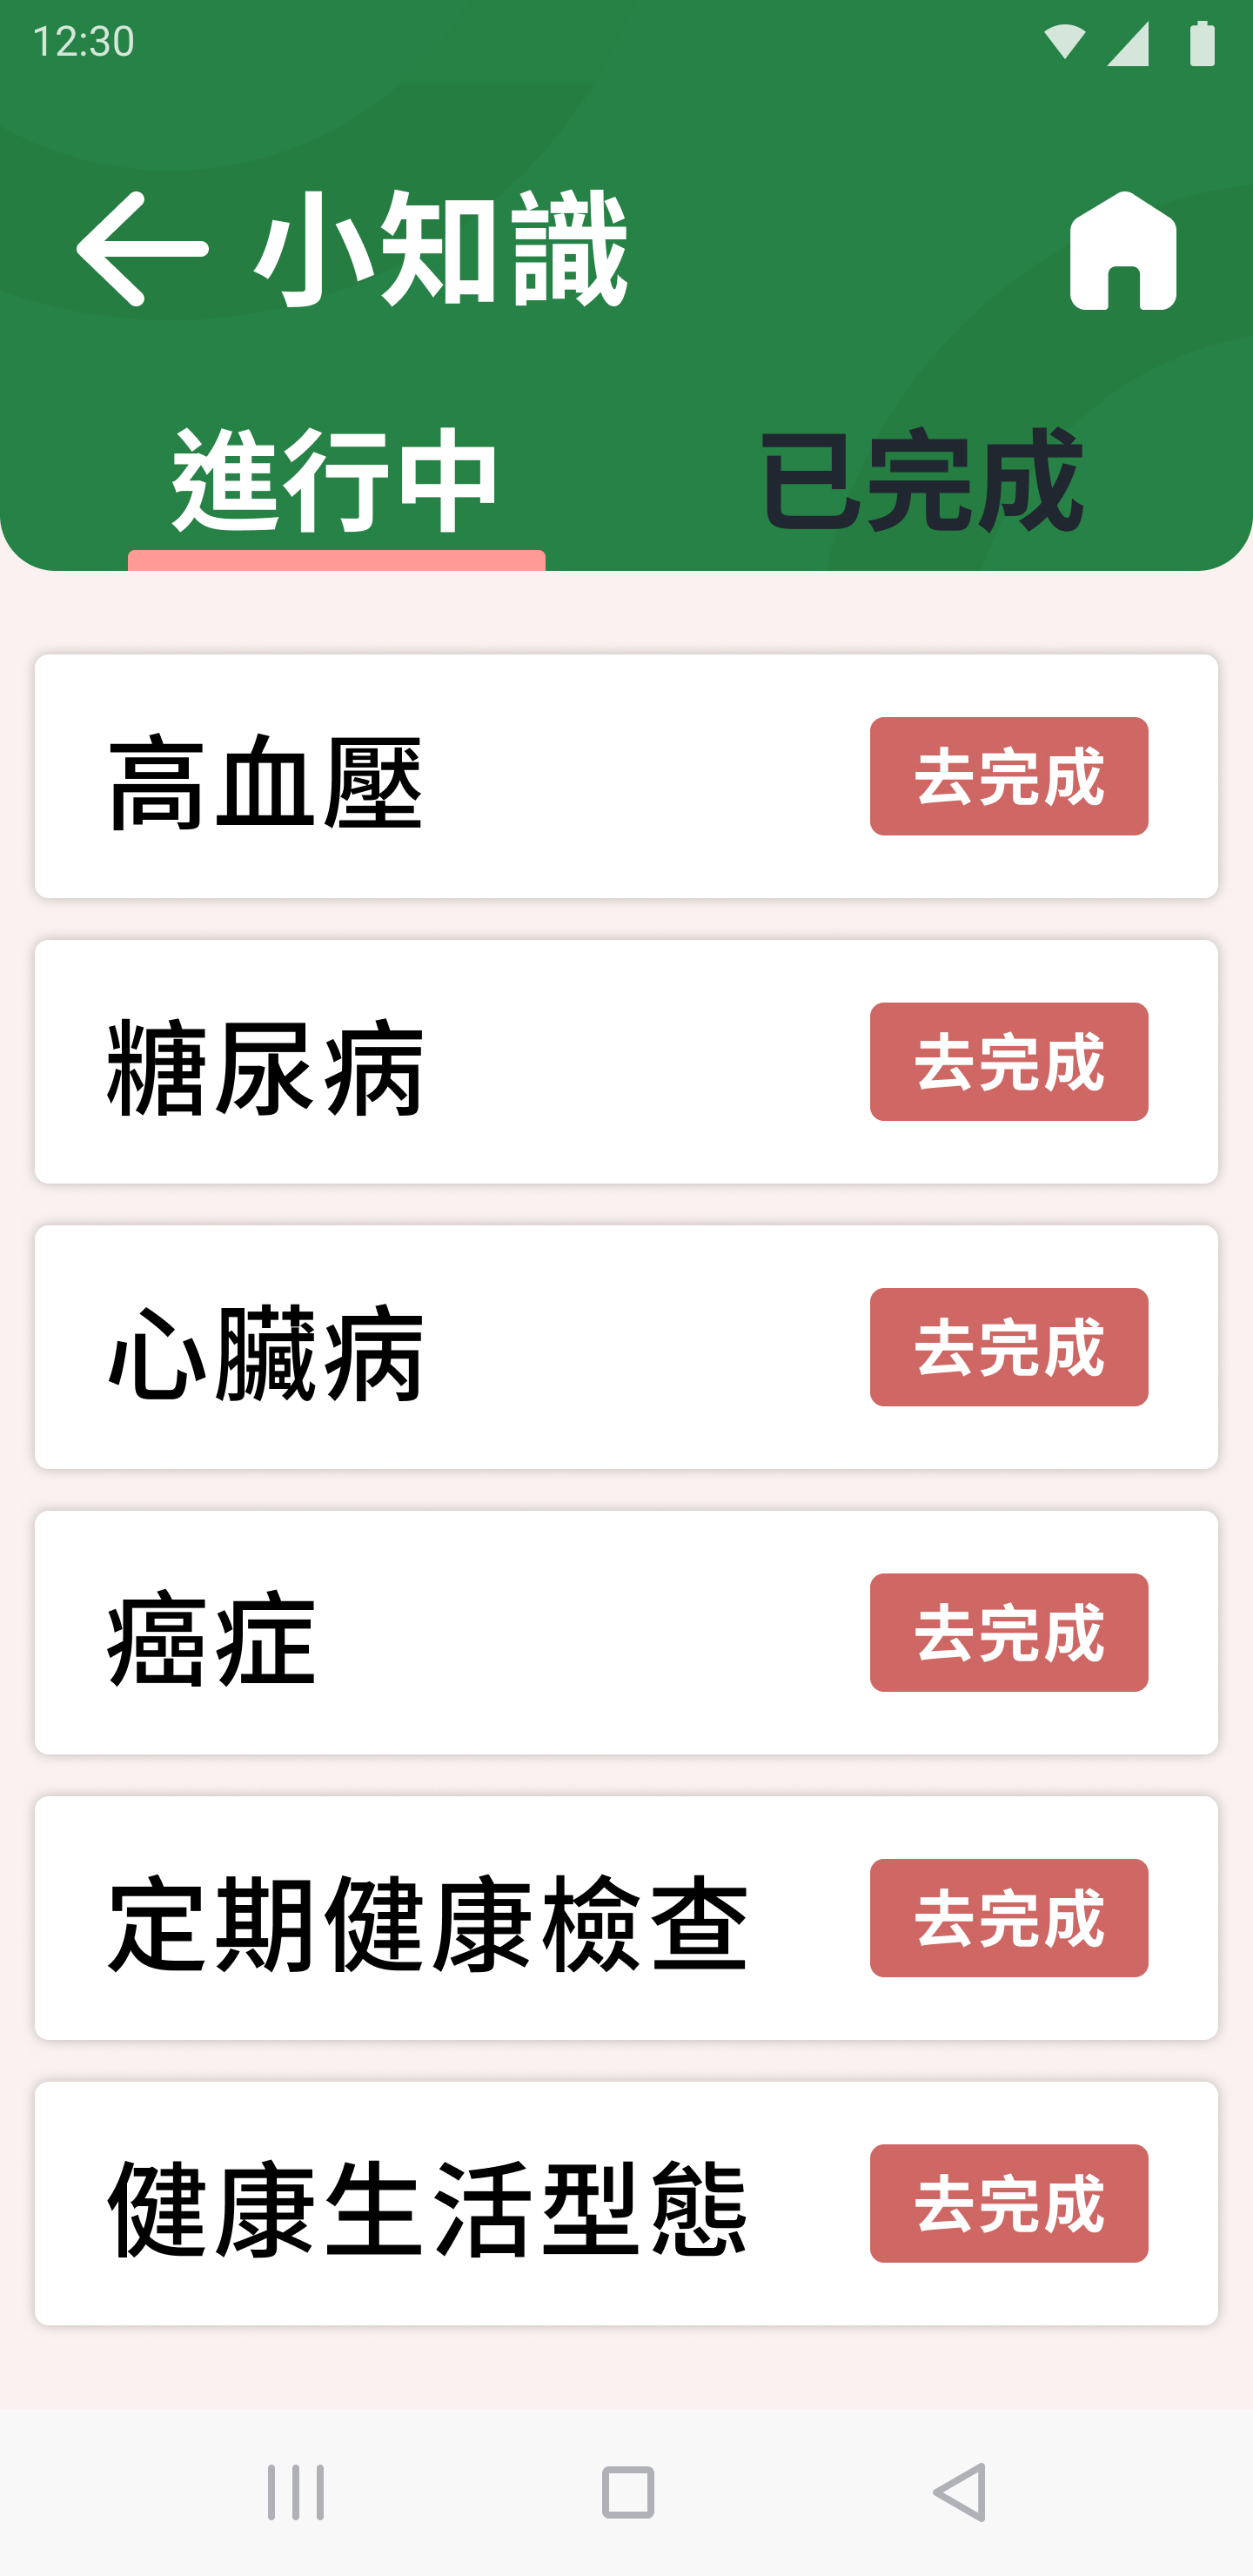 12:30
小知識
進行中 已完成
高血壓 去完成
糖尿病 去完成
心臟病 去完成
癌症 去完成
定期健康檢查 去完成
健康生活型態 去完成